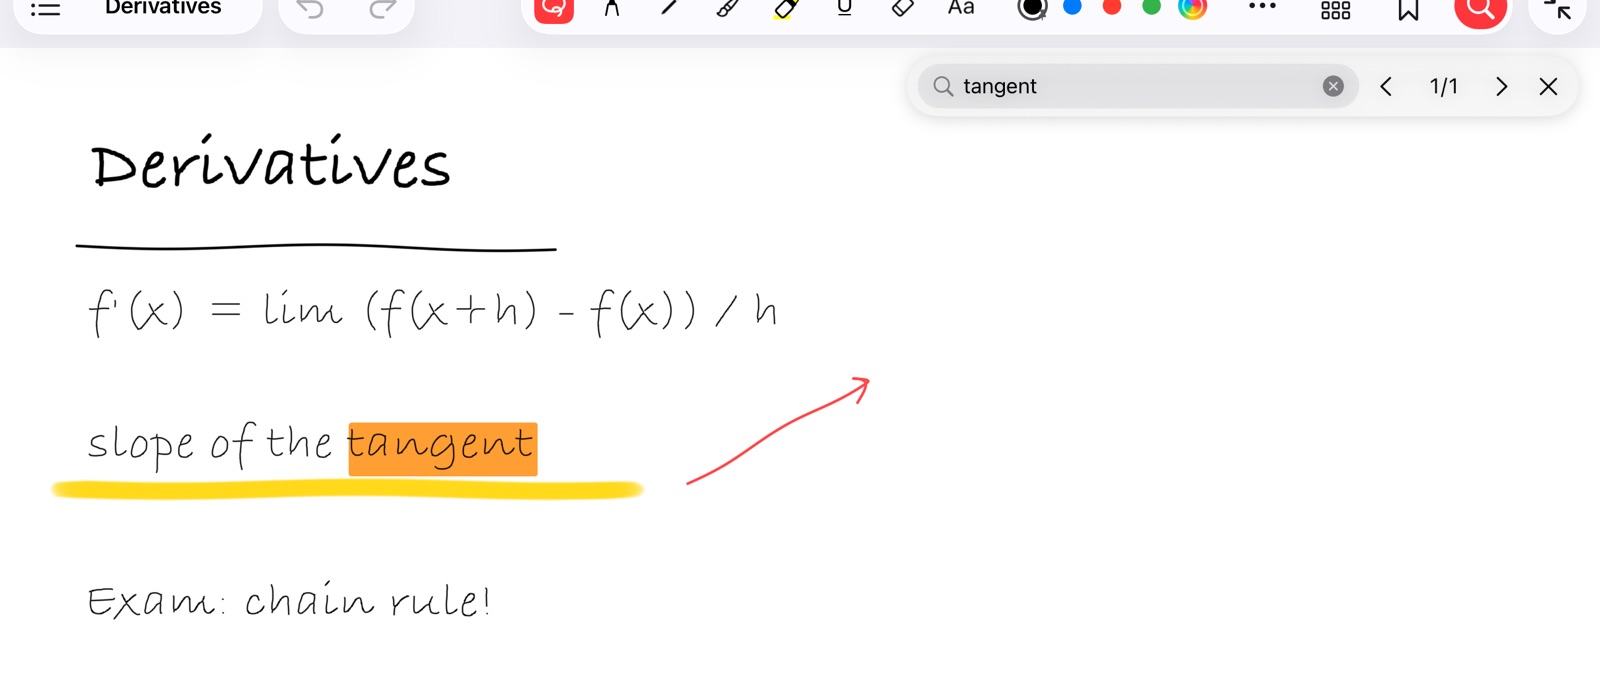 Derivatives
Aa
tangent
1/1
Derivatives
f'(x) = lim (f(x+h) - f(x)) / h
slope of the tangent
Exam: chain rule!